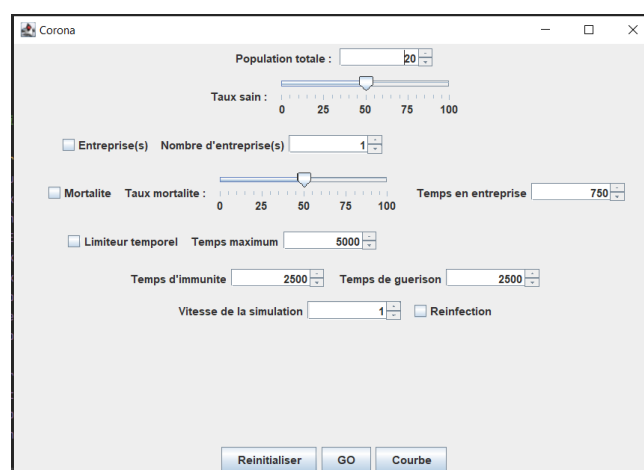 Corona
Population totale : 20
Taux sain :
0 25 50 75 100
Entreprise(s) Nombre d'entreprise(s) 1
Mortalite Taux mortalite : Temps en entreprise 750
0 25 50 75 100
Limiteur temporel Temps maximum 5000
Temps d'immunite 2500 Temps de guerison 2500
Vitesse de la simulation 1 Reinfection
Reinitialiser GO Courbe